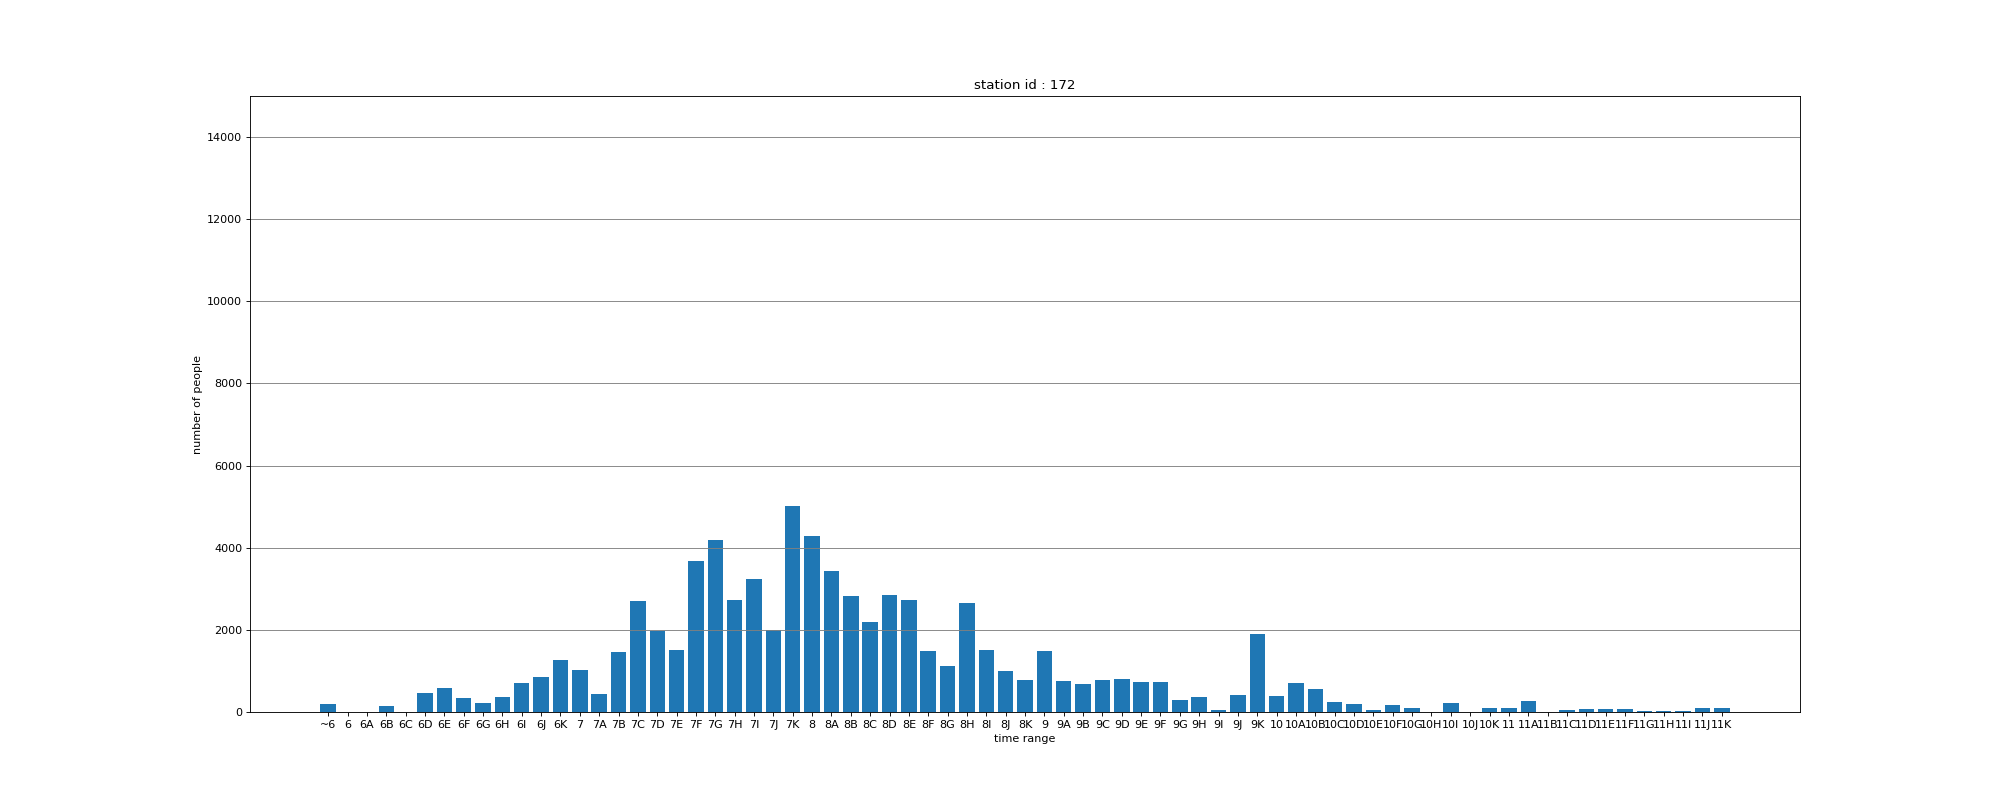 station id : 172
14000
12000
10000
8000
6000
4000
2000
0
number of people
~6 6 6A 6B 6C 6D 6E 6F 6G 6H 6I 6J 6K 7 7A 7B 7C 7D 7E 7F 7G 7H 7I 7J 7K 8 8A 8B 8C 8D 8E 8F 8G 8H 8I 8J 8K 9 9A 9B 9C 9D 9E 9F 9G 9H 9I 9J 9K 10 10A 10B 10C 10D 10E 10F 10G 10H 10I 10J 10K 11 11A 11B 11C 11D 11E 11F 11G 11H 11I 11J 11K
time range